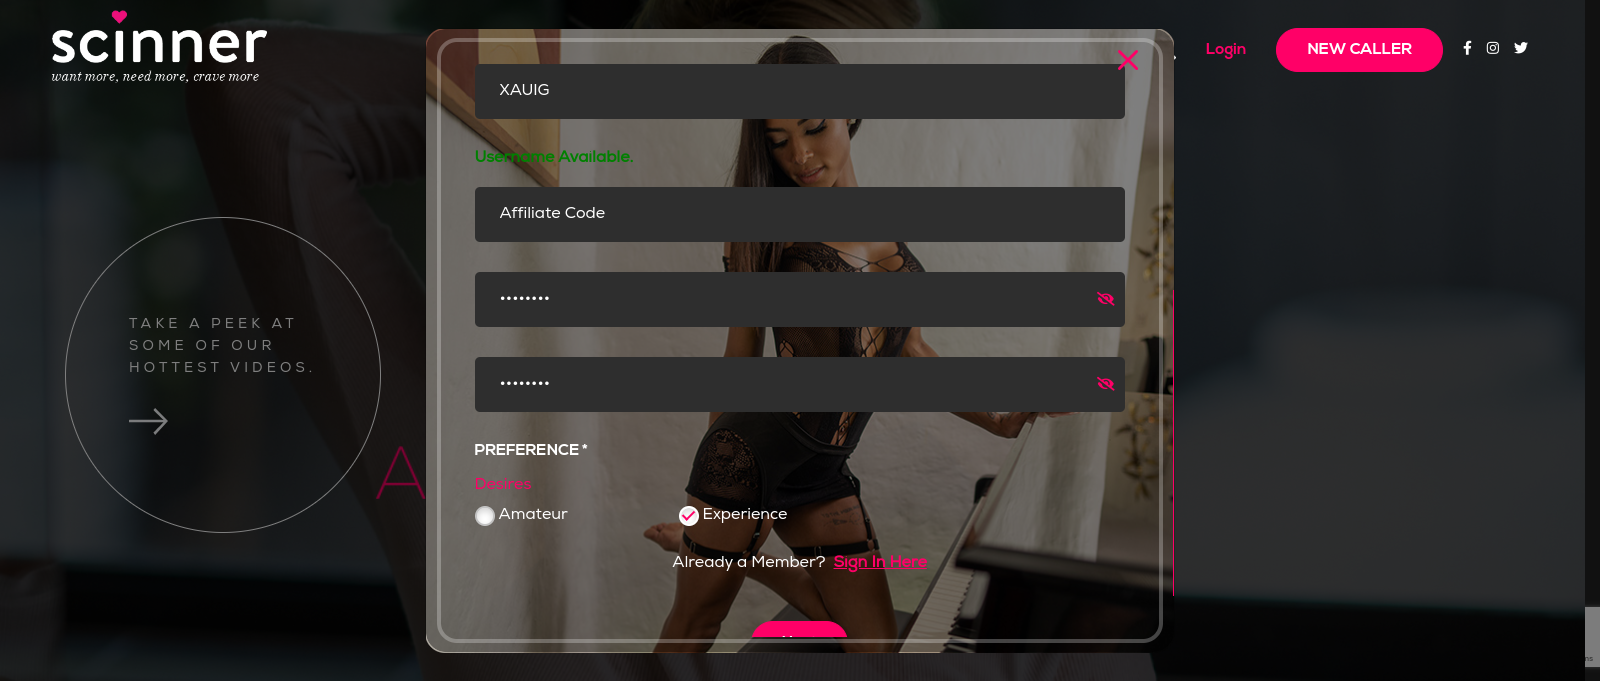 scinner
want more, need more, crave more
Login
NEW CALLER
XAUIG
Username Available.
Affiliate Code
••••••••
••••••••
TAKE A PEEK AT
SOME OF OUR
HOTTEST VIDEOS.
A
PREFERENCE *
Desires
Amateur
Experience
Already a Member? Sign In Here